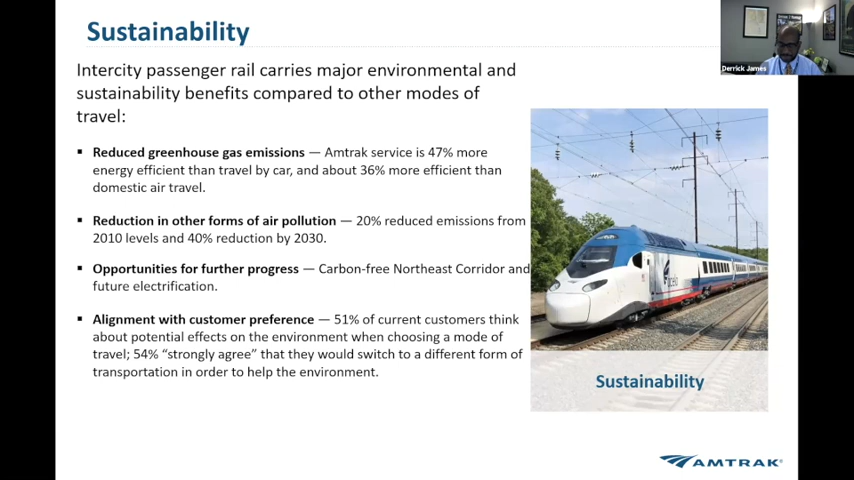 Sustainability
Derrick James
Intercity passenger rail carries major environmental and
sustainability benefits compared to other modes of
travel:
▪ Reduced greenhouse gas emissions — Amtrak service is 47% more
energy efficient than travel by car, and about 36% more efficient than
domestic air travel.
▪ Reduction in other forms of air pollution — 20% reduced emissions from
2010 levels and 40% reduction by 2030.
▪ Opportunities for further progress — Carbon-free Northeast Corridor and
future electrification.
▪ Alignment with customer preference — 51% of current customers think
about potential effects on the environment when choosing a mode of
travel; 54% “strongly agree” that they would switch to a different form of
transportation in order to help the environment.
Sustainability
AMTRAK